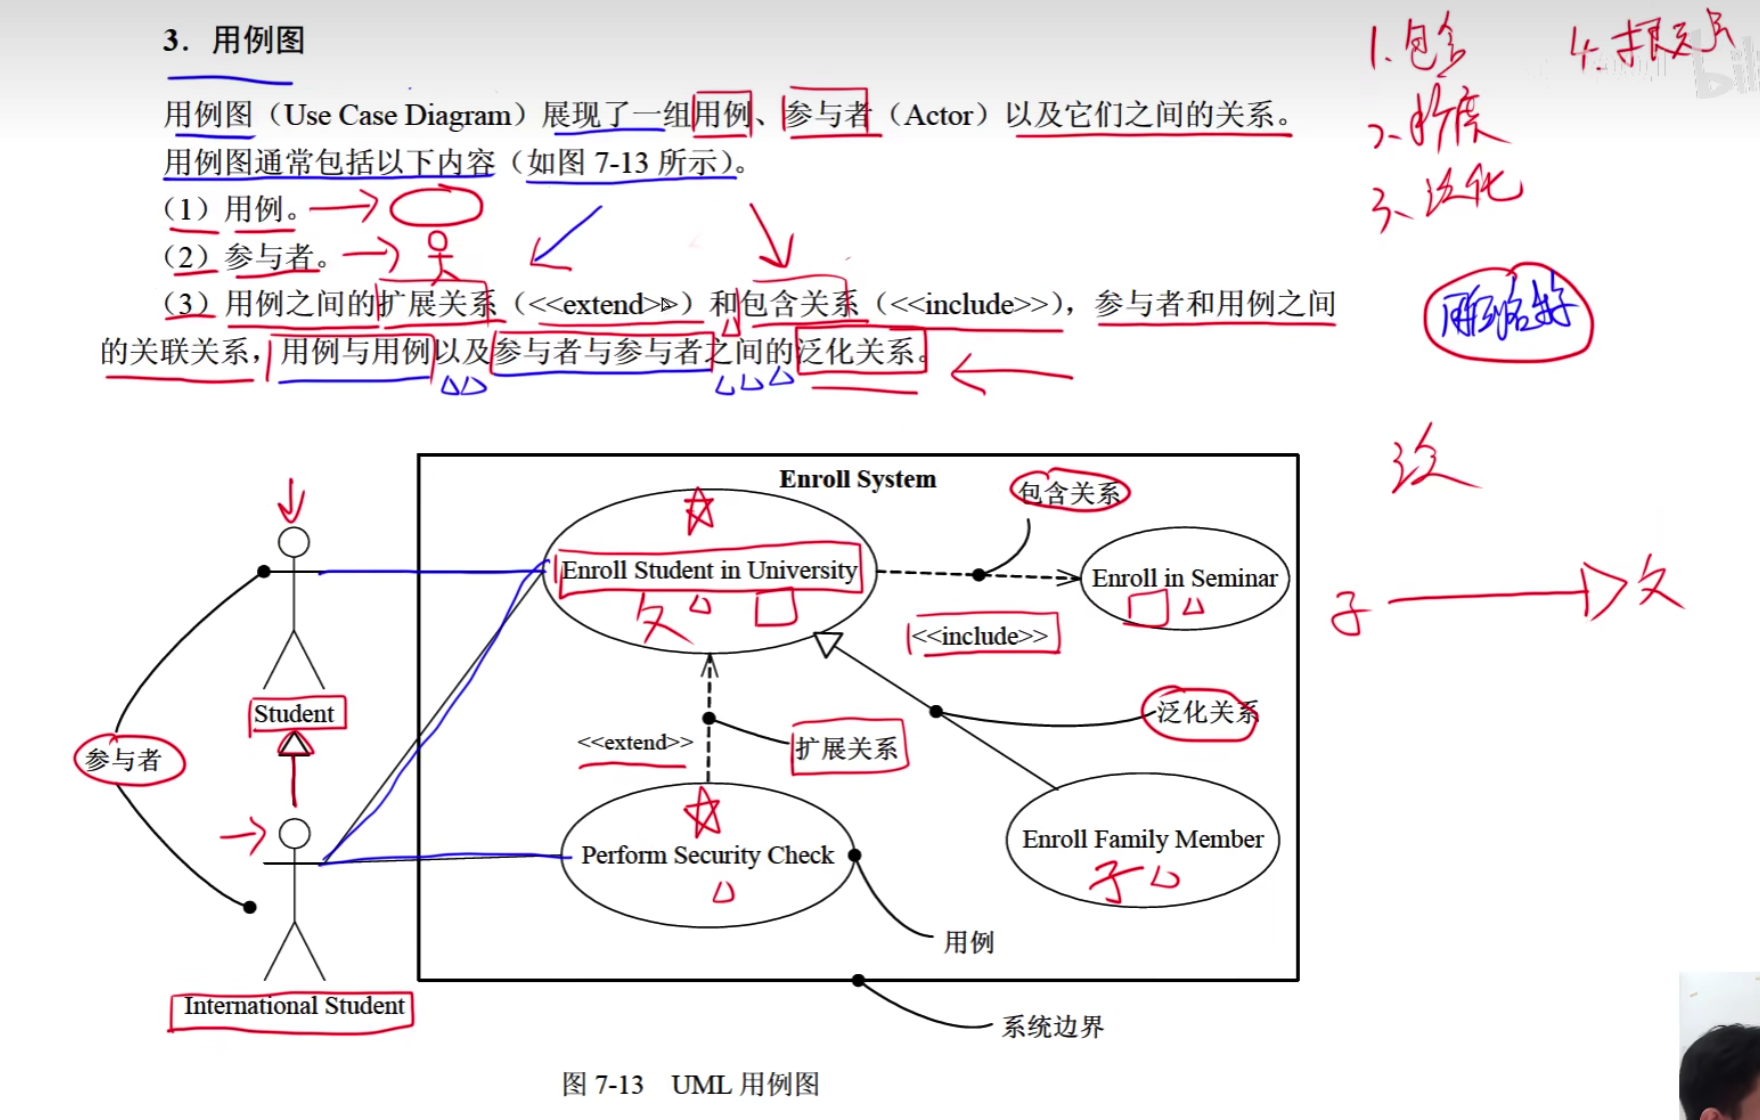 3. 用例图
用例图（Use Case Diagram）展现了一组用例、参与者（Actor）以及它们之间的关系。
用例图通常包括以下内容（如图 7-13 所示）。
（1）用例。
（2）参与者。
（3）用例之间的扩展关系（<<extend>>）和包含关系（<<include>>），参与者和用例之间
的关联关系，用例与用例以及参与者与参与者之间的泛化关系。
1.包含
2、扩展
3、泛化
4.
用例名称
Enroll System
包含关系
Enroll Student in University
父
Enroll in Seminar
<<include>>
子
父
Student
参与者
<<extend>>
扩展关系
泛化关系
Perform Security Check
Enroll Family Member
子
用例
International Student
系统边界
图 7-13 UML 用例图
bili